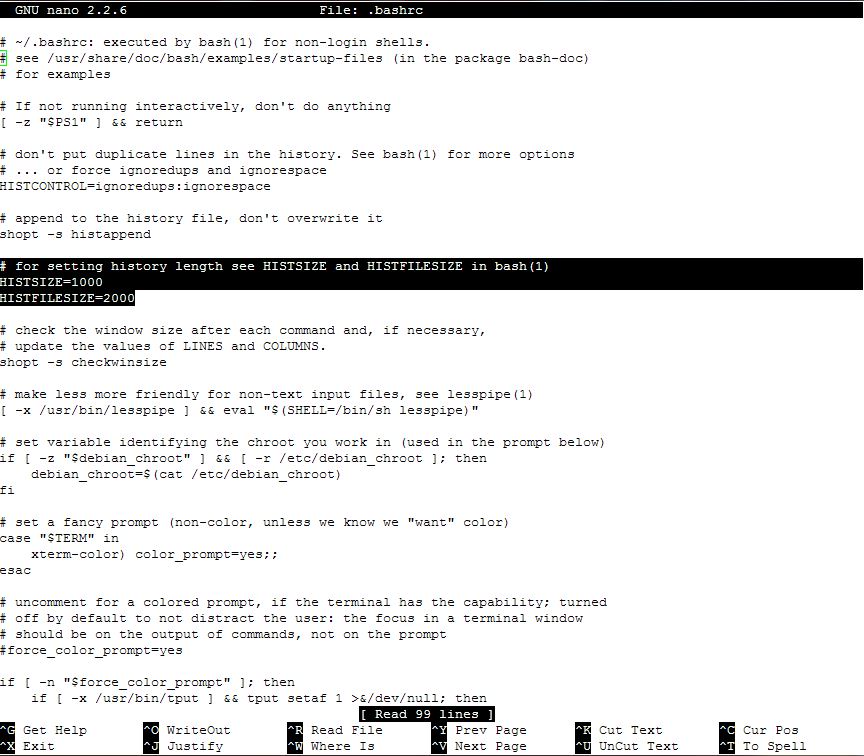 GNU nano 2.2.6 File: .bashrc
# ~/.bashrc: executed by bash(1) for non-login shells.
# see /usr/share/doc/bash/examples/startup-files (in the package bash-doc)
# for examples
# If not running interactively, don't do anything
[ -z "$PS1" ] && return
# don't put duplicate lines in the history. See bash(1) for more options
# ... or force ignoredups and ignorespace
HISTCONTROL=ignoredups:ignorespace
# append to the history file, don't overwrite it
shopt -s histappend
# for setting history length see HISTSIZE and HISTFILESIZE in bash(1)
HISTSIZE=1000
HISTFILESIZE=2000
# check the window size after each command and, if necessary,
# update the values of LINES and COLUMNS.
shopt -s checkwinsize
# make less more friendly for non-text input files, see lesspipe(1)
[ -x /usr/bin/lesspipe ] && eval "$(SHELL=/bin/sh lesspipe)"
# set variable identifying the chroot you work in (used in the prompt below)
if [ -z "$debian_chroot" ] && [ -r /etc/debian_chroot ]; then
    debian_chroot=$(cat /etc/debian_chroot)
fi
# set a fancy prompt (non-color, unless we know we "want" color)
case "$TERM" in
    xterm-color) color_prompt=yes;;
esac
# uncomment for a colored prompt, if the terminal has the capability; turned
# off by default to not distract the user: the focus in a terminal window
# should be on the output of commands, not on the prompt
#force_color_prompt=yes
if [ -n "$force_color_prompt" ]; then
    if [ -x /usr/bin/tput ] && tput setaf 1 >&/dev/null; then
[ Read 99 lines ]
^G Get Help ^O WriteOut ^R Read File ^Y Prev Page ^K Cut Text ^C Cur Pos
^X Exit ^J Justify ^W Where Is ^V Next Page ^U UnCut Text ^T To Spell